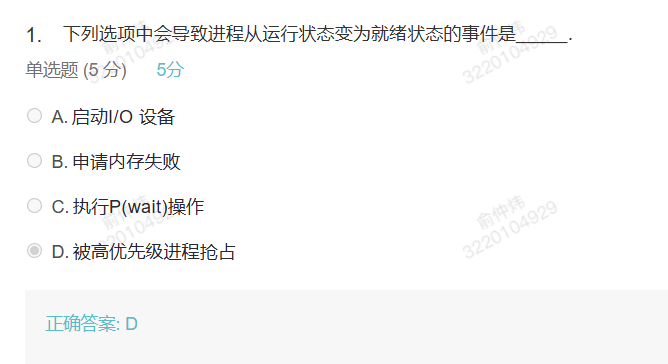 1. 下列选项中会导致进程从运行状态变为就绪状态的事件是_____.
单选题 (5 分) 5分
A. 启动I/O 设备
B. 申请内存失败
C. 执行P(wait)操作
D. 被高优先级进程抢占
正确答案: D
俞仲炜
3220104929
俞仲炜
3220104929
俞仲炜
3220104929
俞仲炜
3220104929